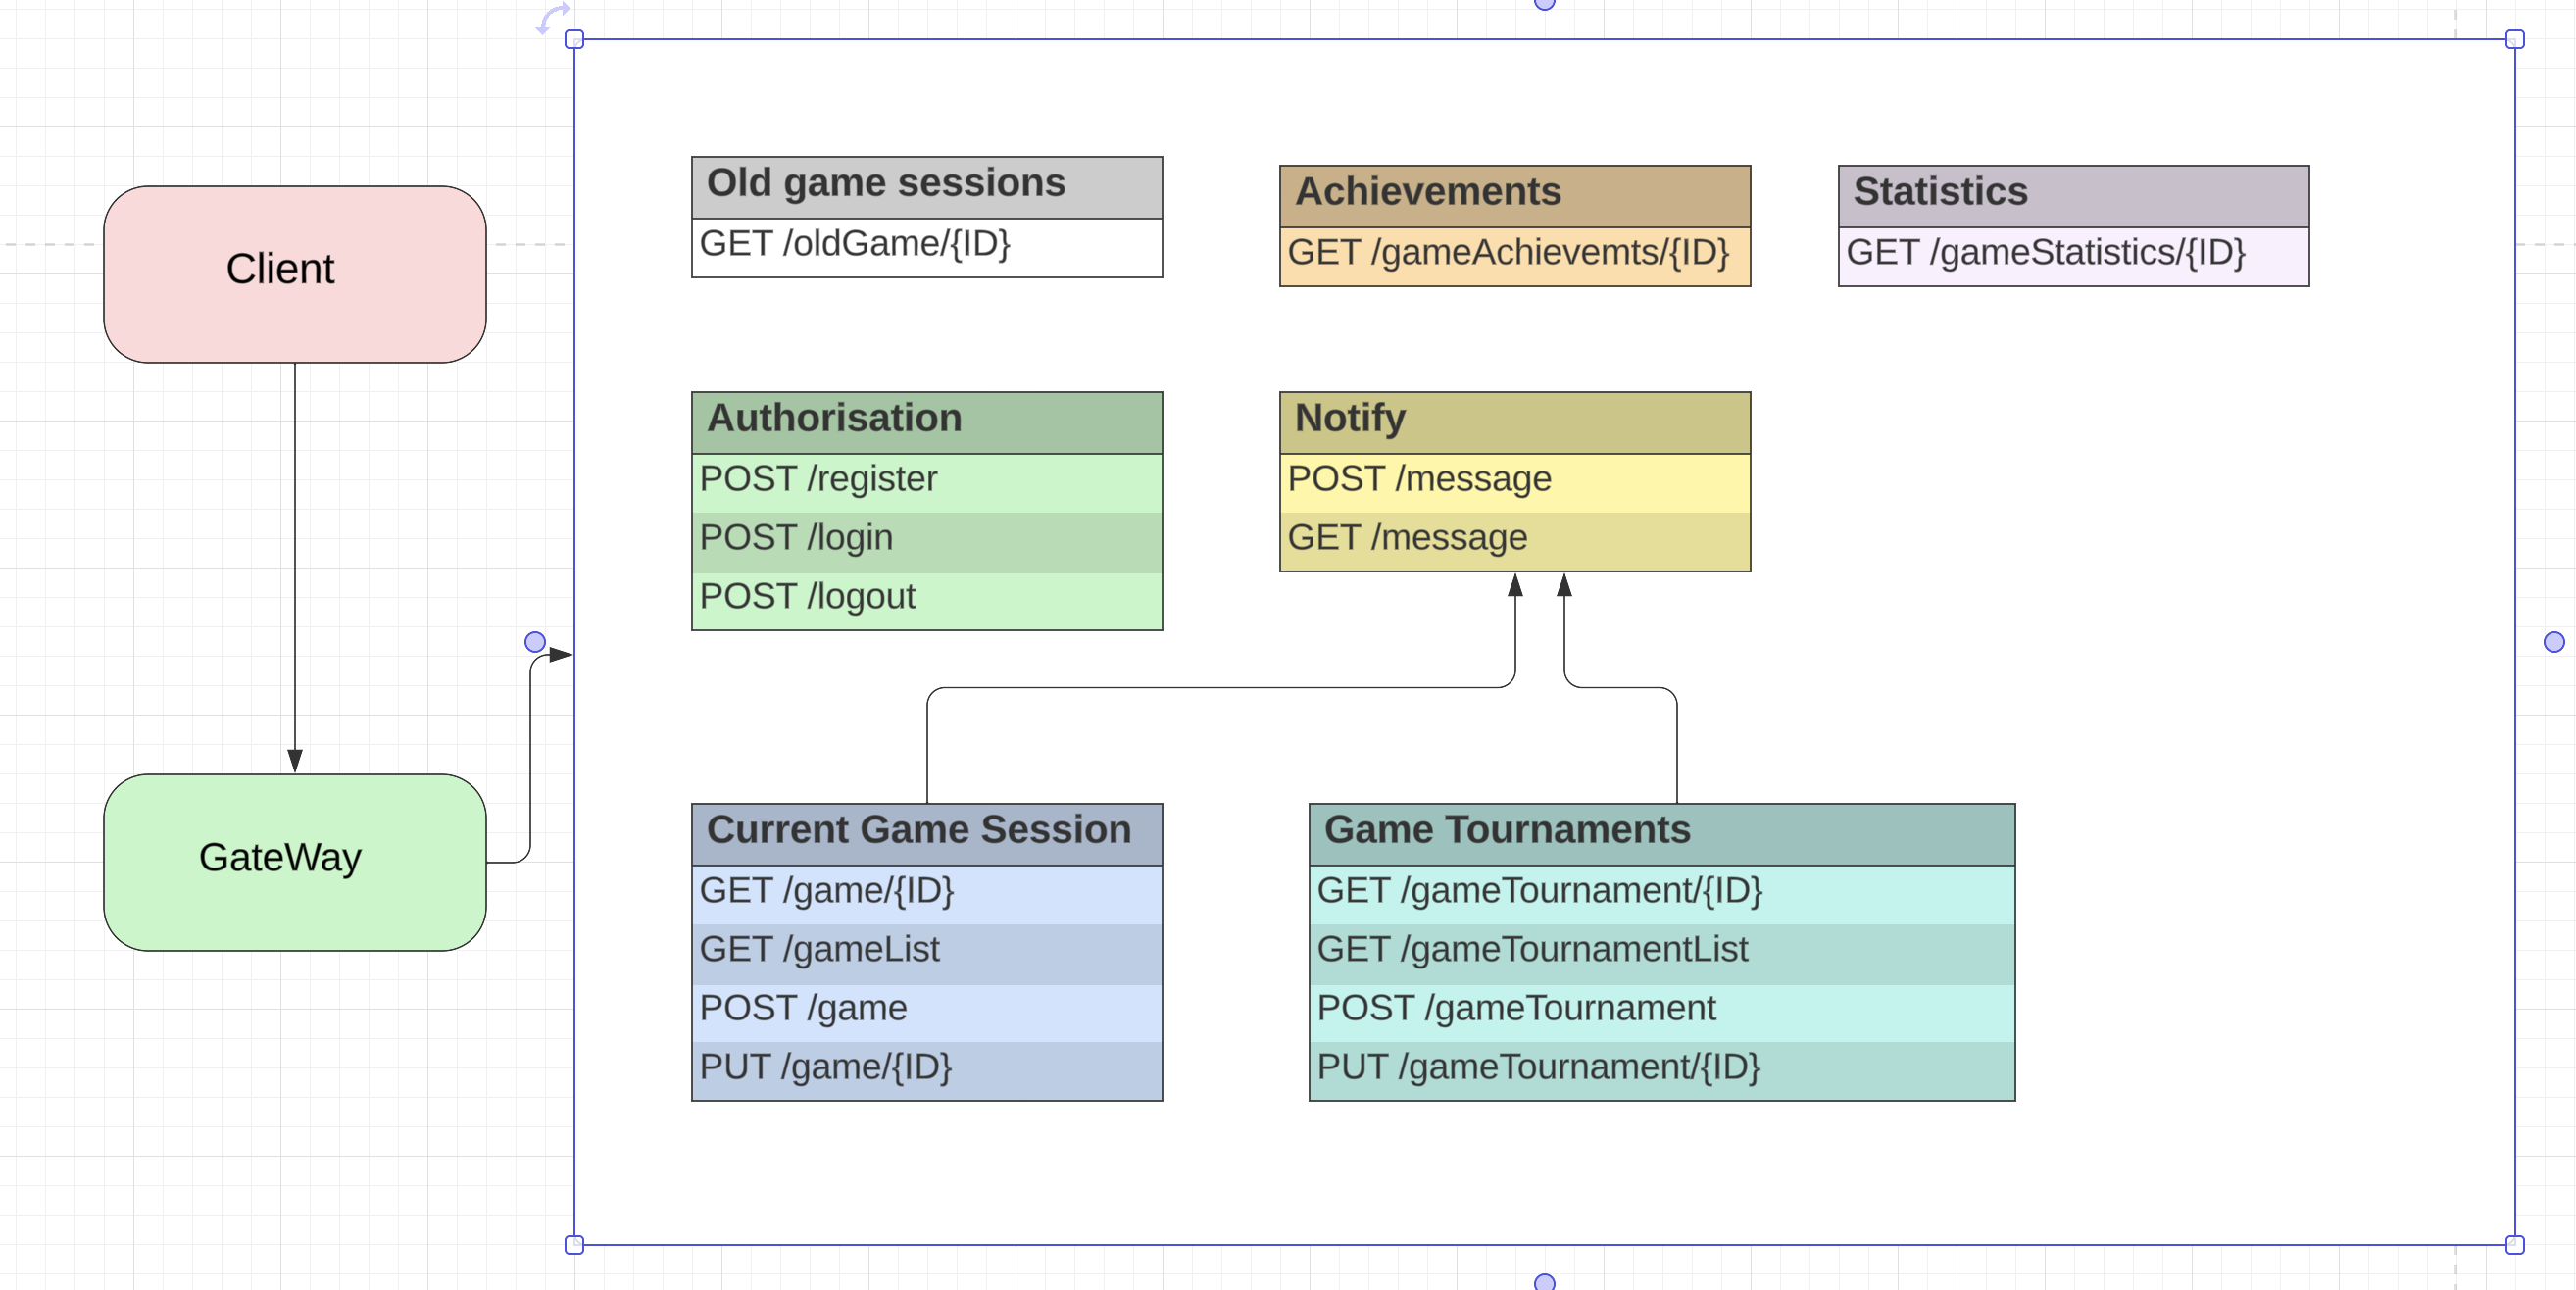 Client
GateWay
Old game sessions
GET /oldGame/{ID}
Achievements
GET /gameAchievemts/{ID}
Statistics
GET /gameStatistics/{ID}
Authorisation
POST /register
POST /login
POST /logout
Notify
POST /message
GET /message
Current Game Session
GET /game/{ID}
GET /gameList
POST /game
PUT /game/{ID}
Game Tournaments
GET /gameTournament/{ID}
GET /gameTournamentList
POST /gameTournament
PUT /gameTournament/{ID}